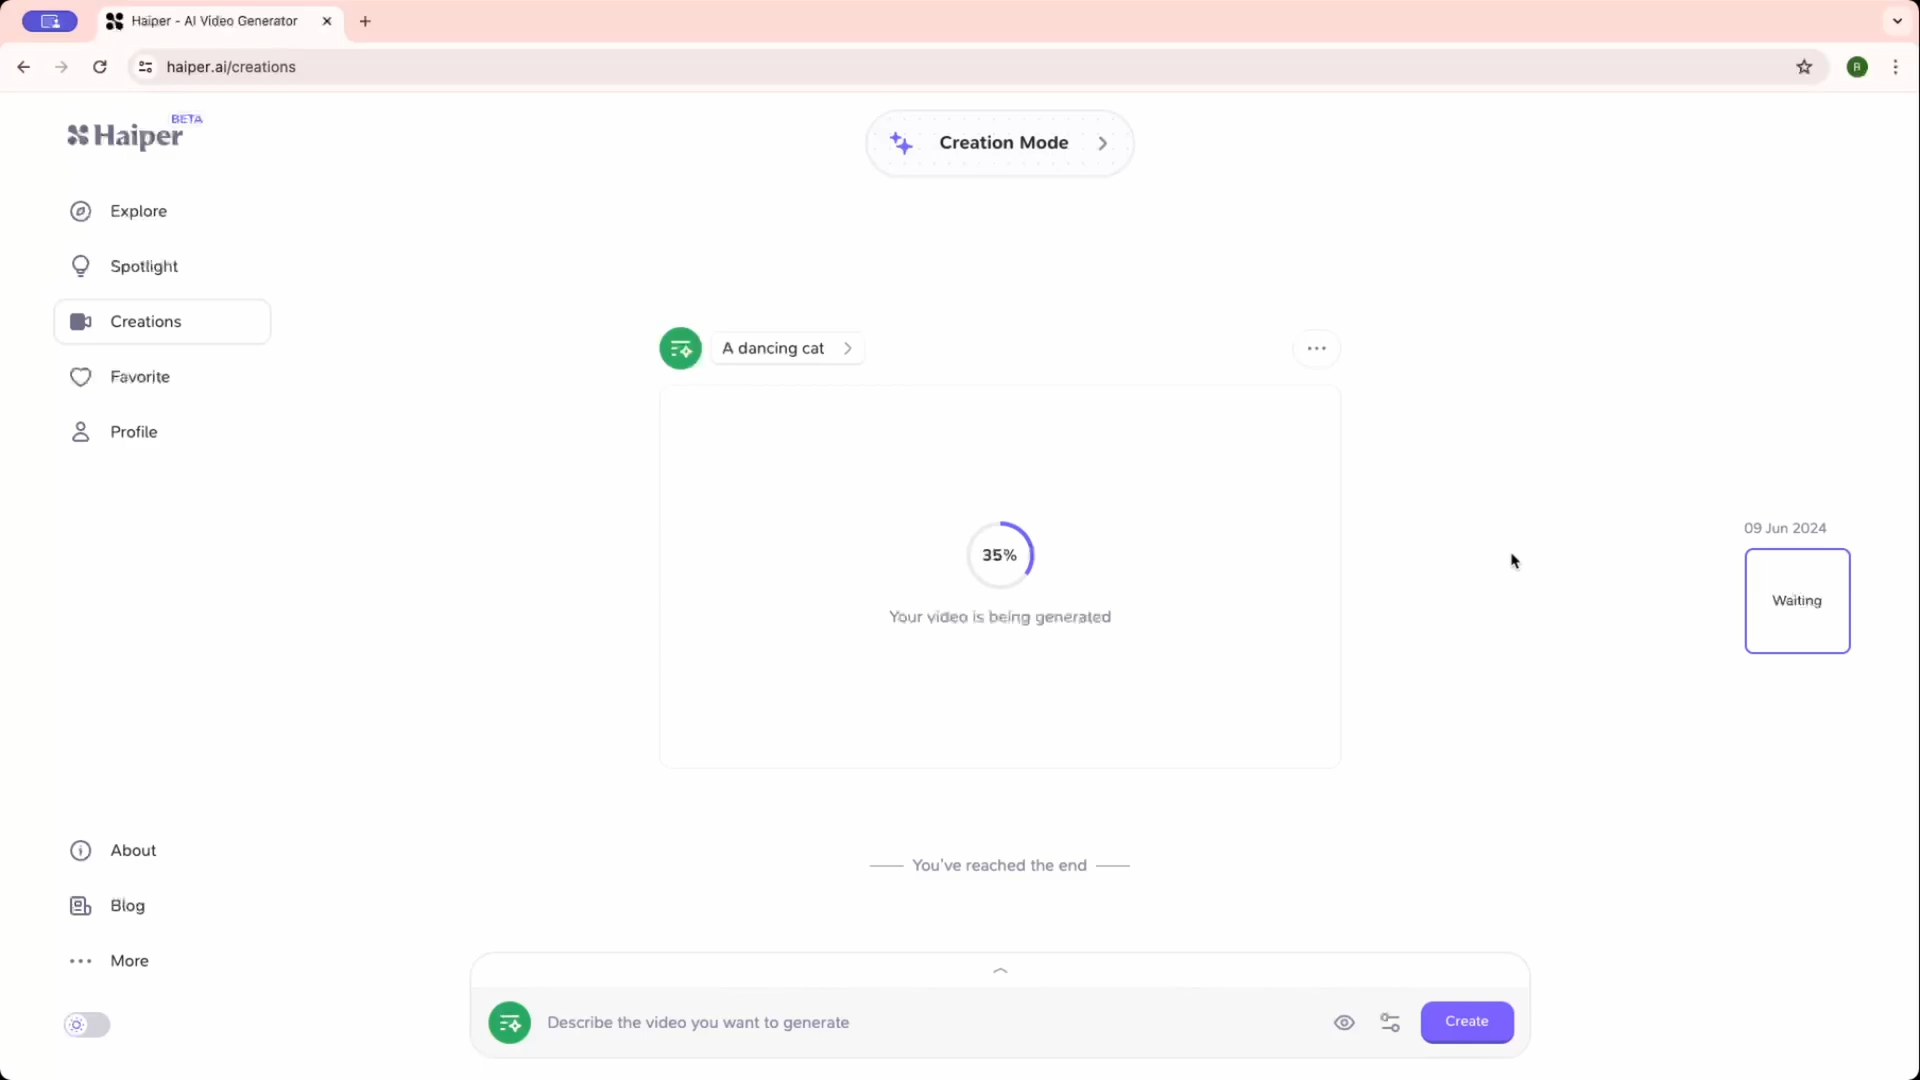 Haiper - AI Video Generator
haiper.ai/creations
R
Haiper BETA
Creation Mode
Explore
Spotlight
Creations
Favorite
Profile
A dancing cat
35%
Your video is being generated
09 Jun 2024
Waiting
You've reached the end
About
Blog
More
Describe the video you want to generate
Create